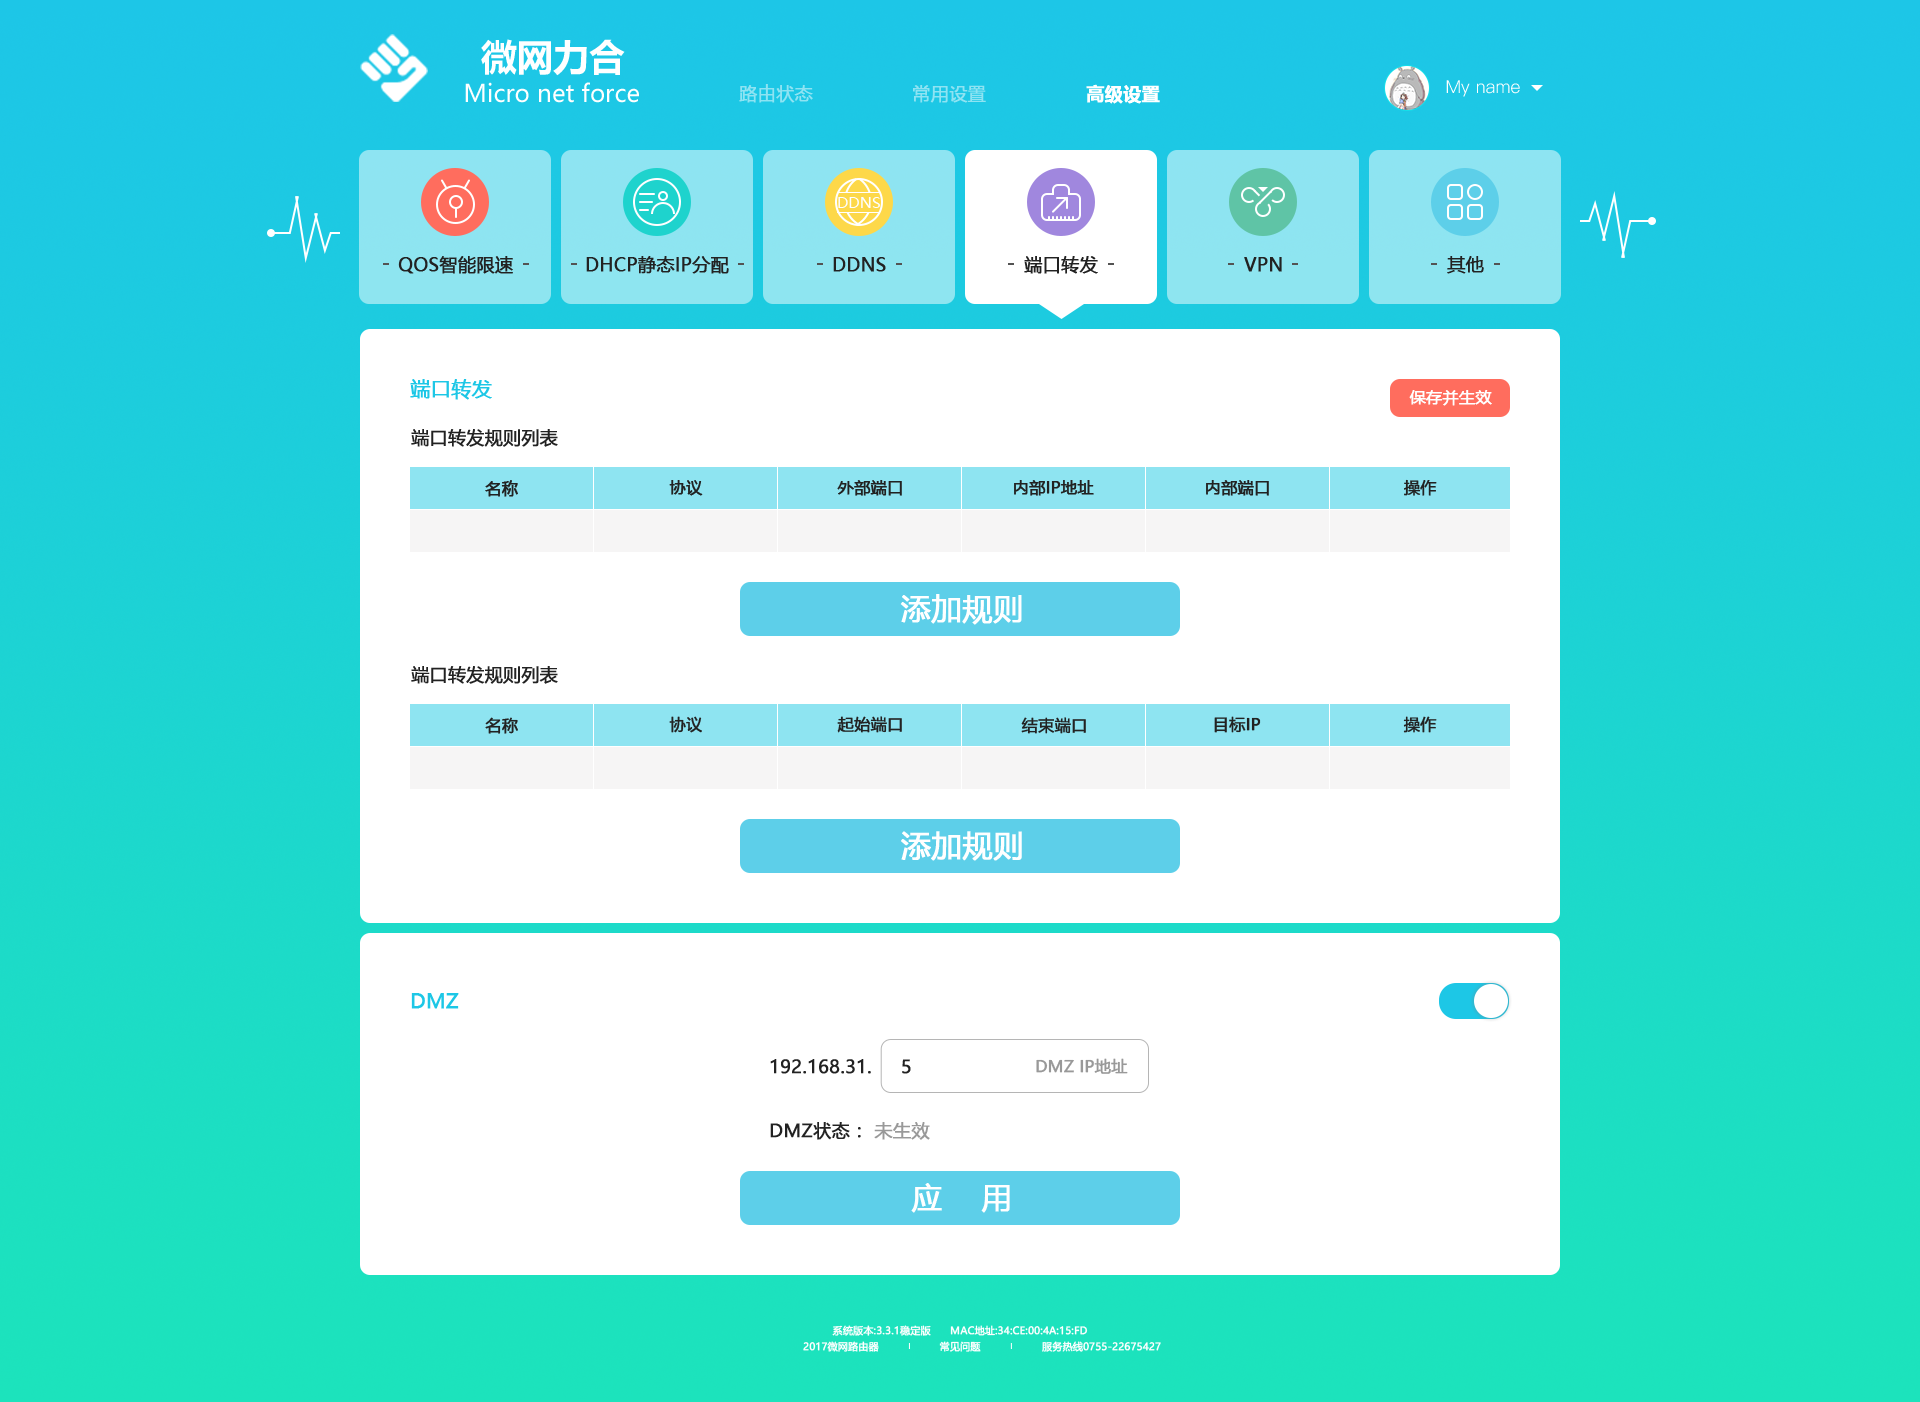 微网力合
Micro net force
路由状态 常用设置 高级设置
My name
DDNS
- QOS智能限速 - - DHCP静态IP分配 - - DDNS - - 端口转发 - - VPN - - 其他 -
端口转发
保存并生效
端口转发规则列表
名称 协议 外部端口 内部IP地址 内部端口 操作
添加规则
端口转发规则列表
名称 协议 起始端口 结束端口 目标IP 操作
添加规则
DMZ
192.168.31. 5 DMZ IP地址
DMZ状态： 未生效
应 用
系统版本:3.3.1稳定版 MAC地址:34:CE:00:4A:15:FD
2017微网路由器 | 常见问题 | 服务热线0755-22675427